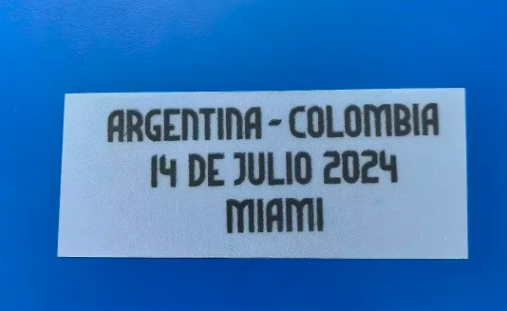 ARGENTINA - COLOMBIA
14 DE JULIO 2024
MIAMI